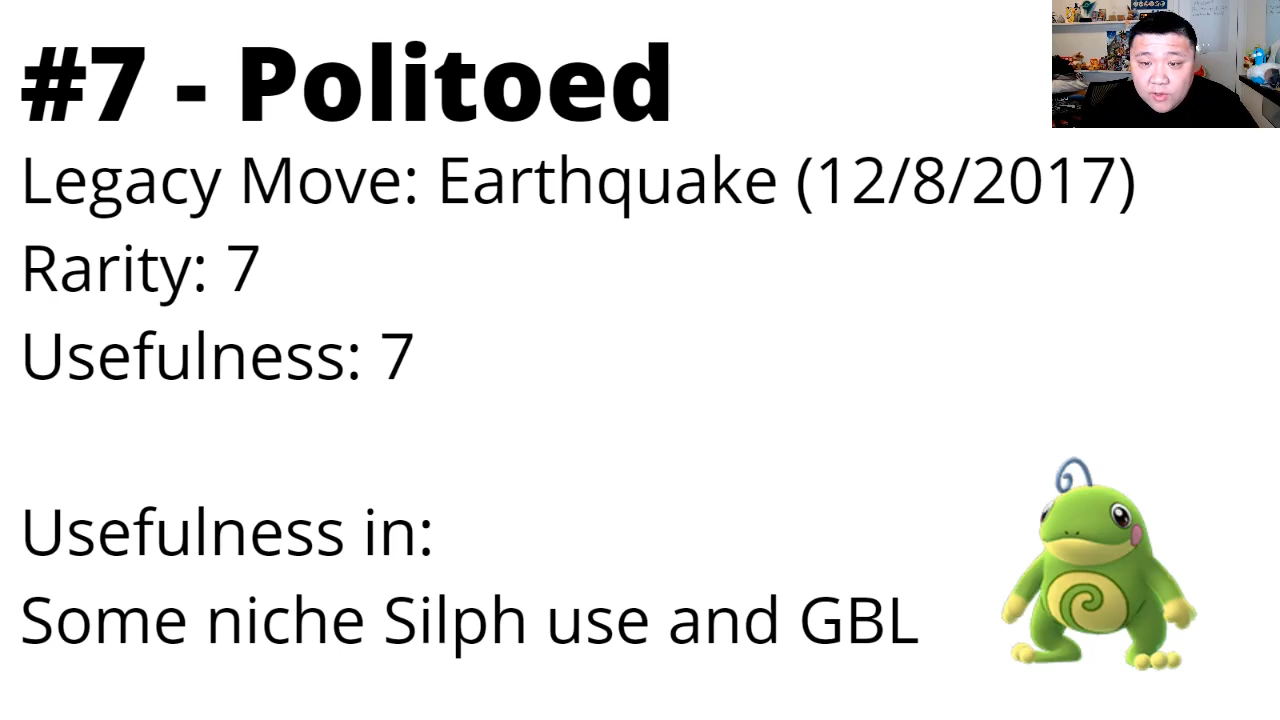 #7 - Politoed
Legacy Move: Earthquake (12/8/2017)
Rarity: 7
Usefulness: 7
Usefulness in:
Some niche Silph use and GBL